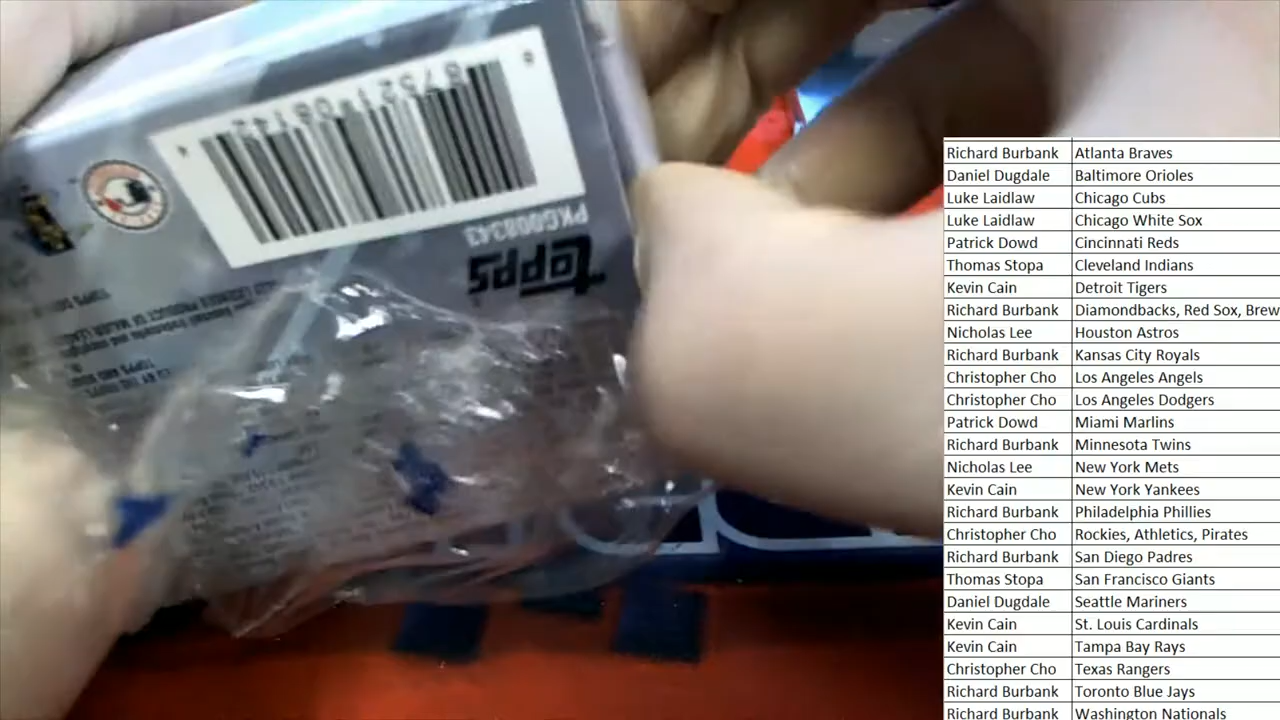 8 87521 08142 6
PKG008343
topps
Richard Burbank Atlanta Braves
Daniel Dugdale Baltimore Orioles
Luke Laidlaw Chicago Cubs
Luke Laidlaw Chicago White Sox
Patrick Dowd Cincinnati Reds
Thomas Stopa Cleveland Indians
Kevin Cain Detroit Tigers
Richard Burbank Diamondbacks, Red Sox, Brew
Nicholas Lee Houston Astros
Richard Burbank Kansas City Royals
Christopher Cho Los Angeles Angels
Christopher Cho Los Angeles Dodgers
Patrick Dowd Miami Marlins
Richard Burbank Minnesota Twins
Nicholas Lee New York Mets
Kevin Cain New York Yankees
Richard Burbank Philadelphia Phillies
Christopher Cho Rockies, Athletics, Pirates
Richard Burbank San Diego Padres
Thomas Stopa San Francisco Giants
Daniel Dugdale Seattle Mariners
Kevin Cain St. Louis Cardinals
Kevin Cain Tampa Bay Rays
Christopher Cho Texas Rangers
Richard Burbank Toronto Blue Jays
Richard Burbank Washington Nationals